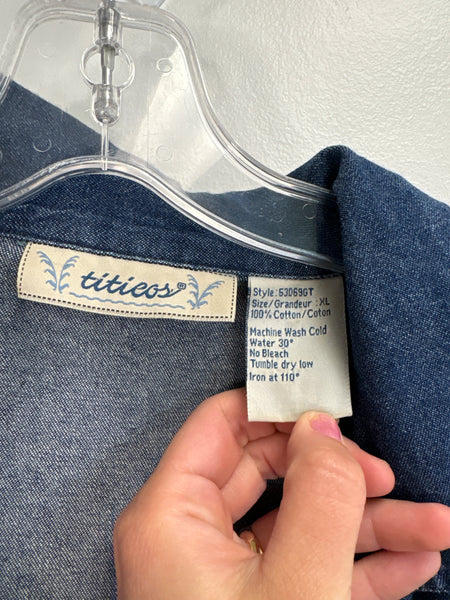 titicos®
Style:53069GT
Size/Grandeur:XL
100% Cotton/Coton
Machine Wash Cold
Water 30°
No Bleach
Tumble dry low
Iron at 110°